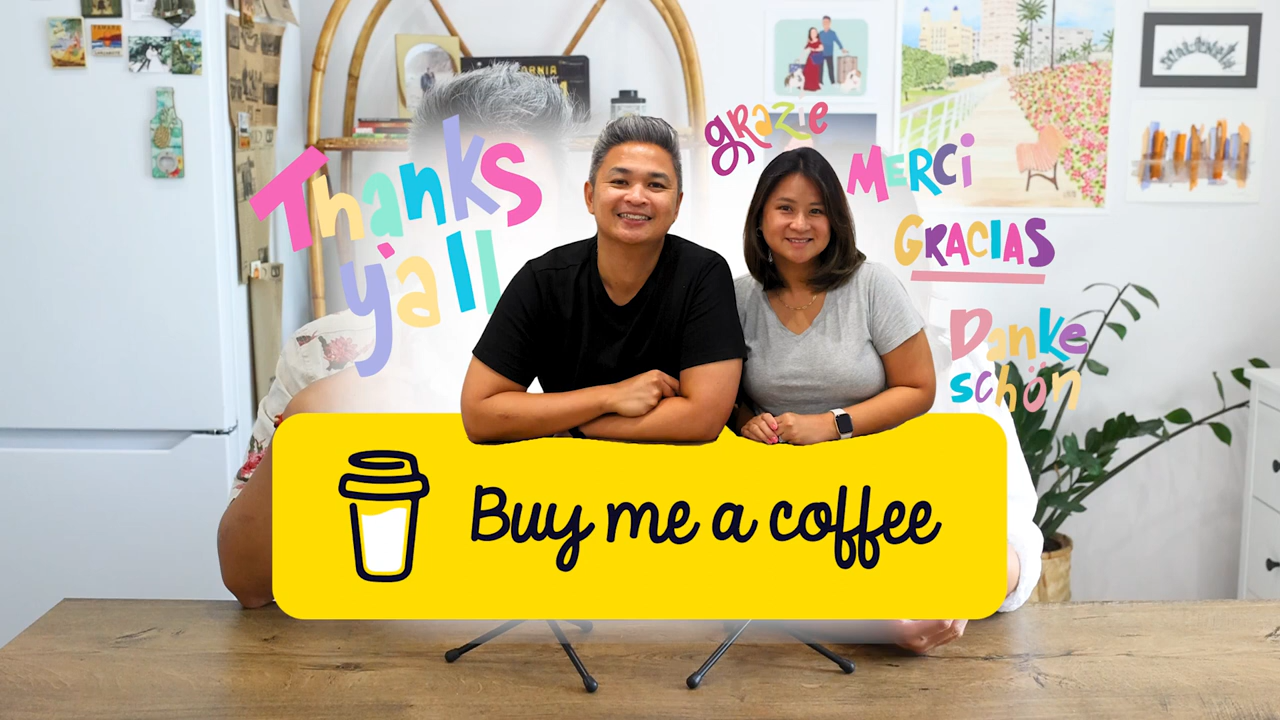 Thanks
y'all
grazie
MERCi
GRACIAS
Danke
schön
Buy me a coffee